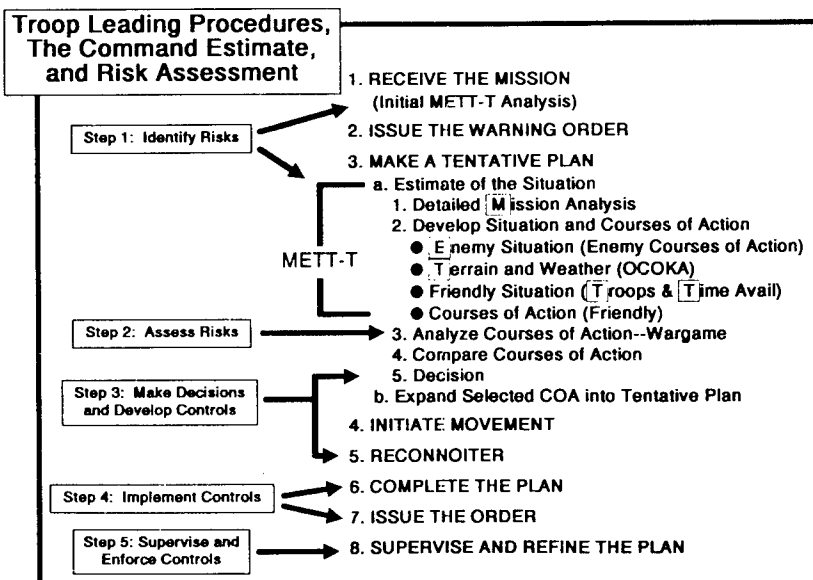 Troop Leading Procedures,
The Command Estimate,
and Risk Assessment
1. RECEIVE THE MISSION
(Initial METT-T Analysis)
Step 1: Identify Risks
2. ISSUE THE WARNING ORDER
3. MAKE A TENTATIVE PLAN
a. Estimate of the Situation
1. Detailed Mission Analysis
2. Develop Situation and Courses of Action
● Enemy Situation (Enemy Courses of Action)
METT-T
● Terrain and Weather (OCOKA)
● Friendly Situation (Troops & Time Avail)
● Courses of Action (Friendly)
Step 2: Assess Risks
3. Analyze Courses of Action--Wargame
4. Compare Courses of Action
5. Decision
Step 3: Make Decisions
and Develop Controls
b. Expand Selected COA into Tentative Plan
4. INITIATE MOVEMENT
5. RECONNOITER
Step 4: Implement Controls
6. COMPLETE THE PLAN
7. ISSUE THE ORDER
Step 5: Supervise and
Enforce Controls
8. SUPERVISE AND REFINE THE PLAN